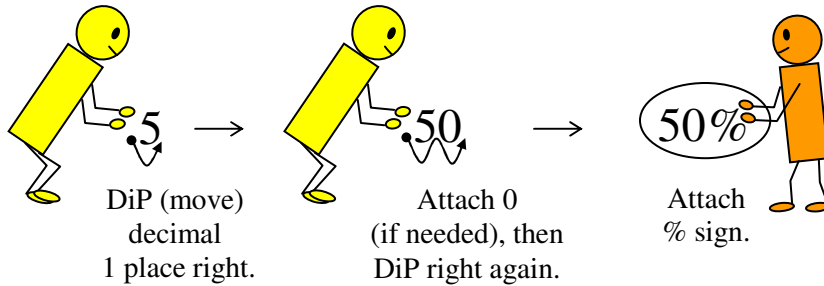 .5
.50
50%
DiP (move)
decimal
1 place right.
Attach 0
(if needed), then
DiP right again.
Attach
% sign.